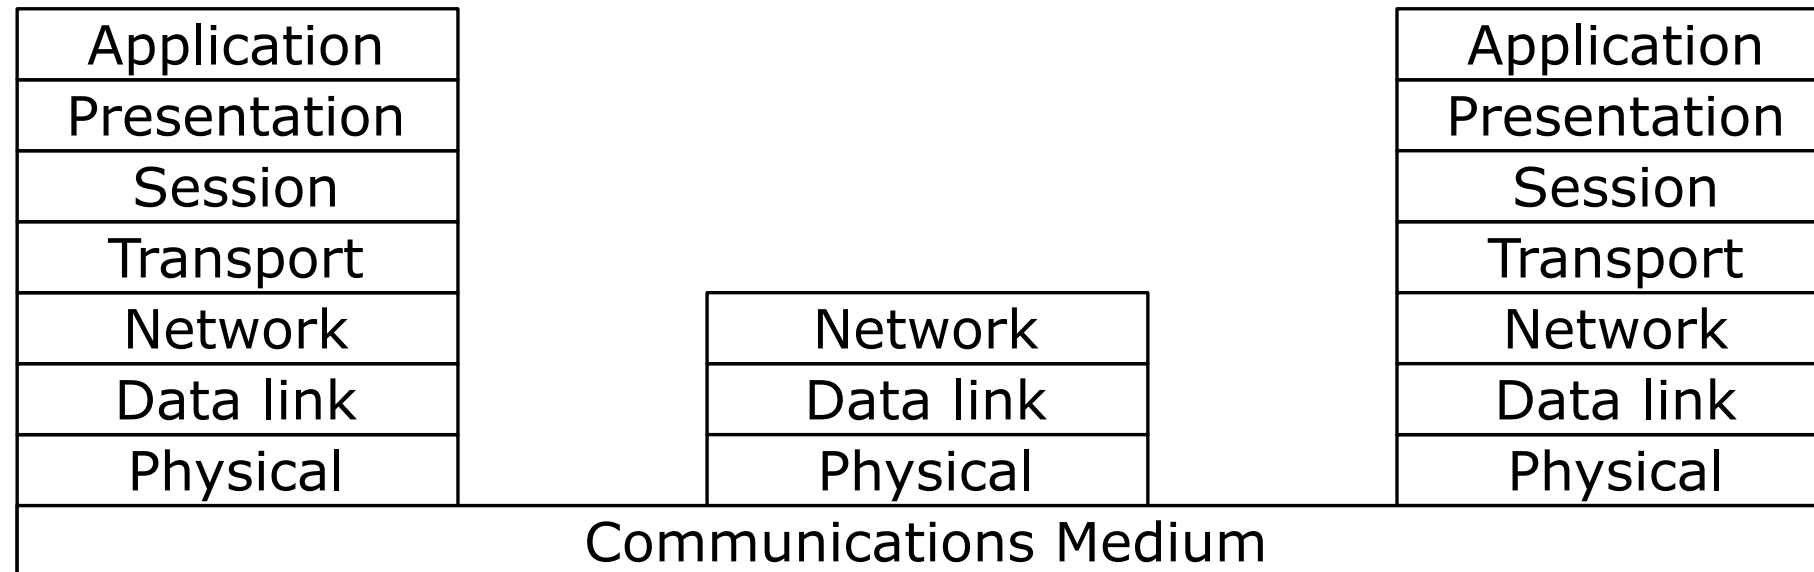 Application Application
Presentation Presentation
Session Session
Transport Transport
Network Network Network
Data link Data link Data link
Physical Physical Physical
Communications Medium